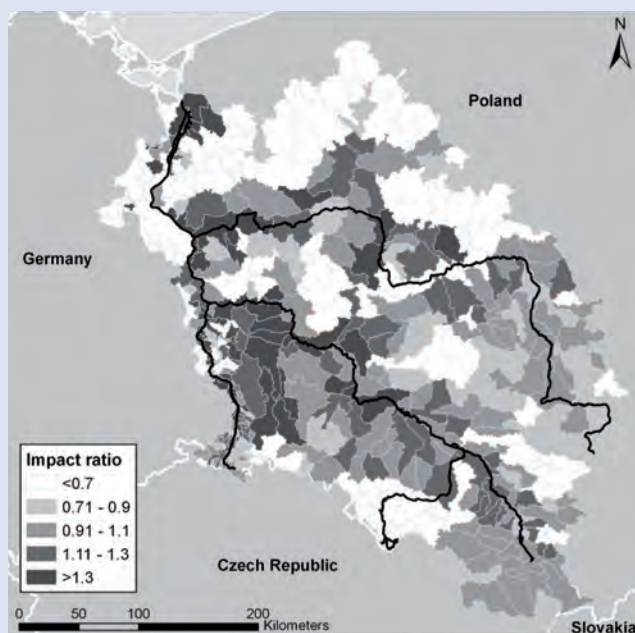 N
Poland
Germany
Impact ratio
<0.7
0.71 - 0.9
0.91 - 1.1
1.11 - 1.3
>1.3
Czech Republic
0 50 100 200
Kilometers
Slovakia